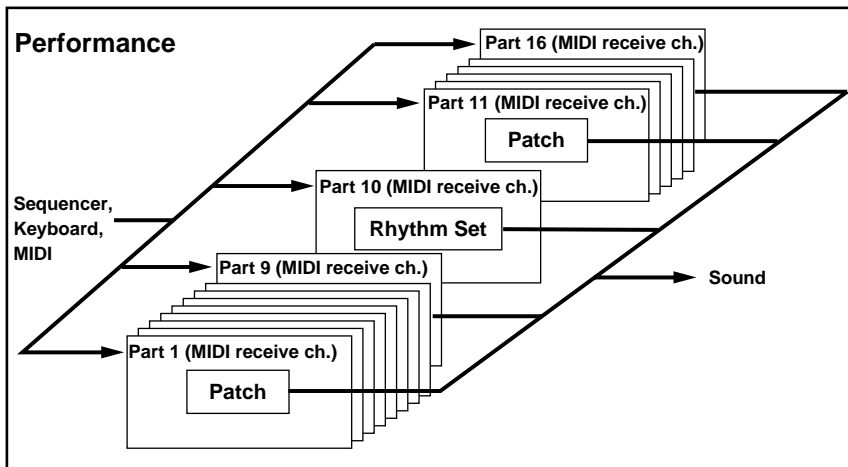 Performance
Part 16 (MIDI receive ch.)
Part 11 (MIDI receive ch.)
Patch
Part 10 (MIDI receive ch.)
Rhythm Set
Sequencer,
Keyboard,
MIDI
Part 9 (MIDI receive ch.)
Sound
Part 1 (MIDI receive ch.)
Patch